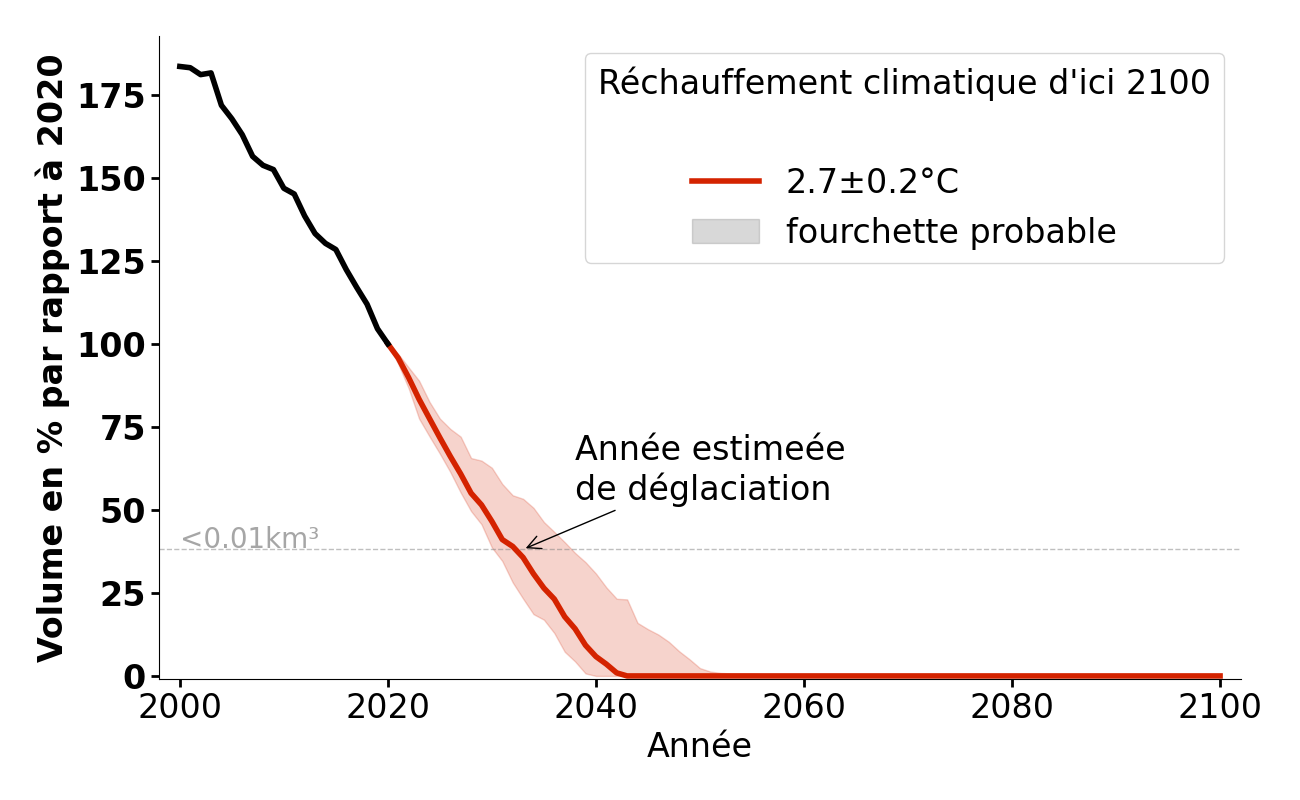 Volume en % par rapport à 2020
175
150
125
100
75
50
25
0
Réchauffement climatique d'ici 2100
2.7±0.2°C
fourchette probable
Année estimeée
de déglaciation
<0.01km³
2000
2020
2040
2060
2080
2100
Année